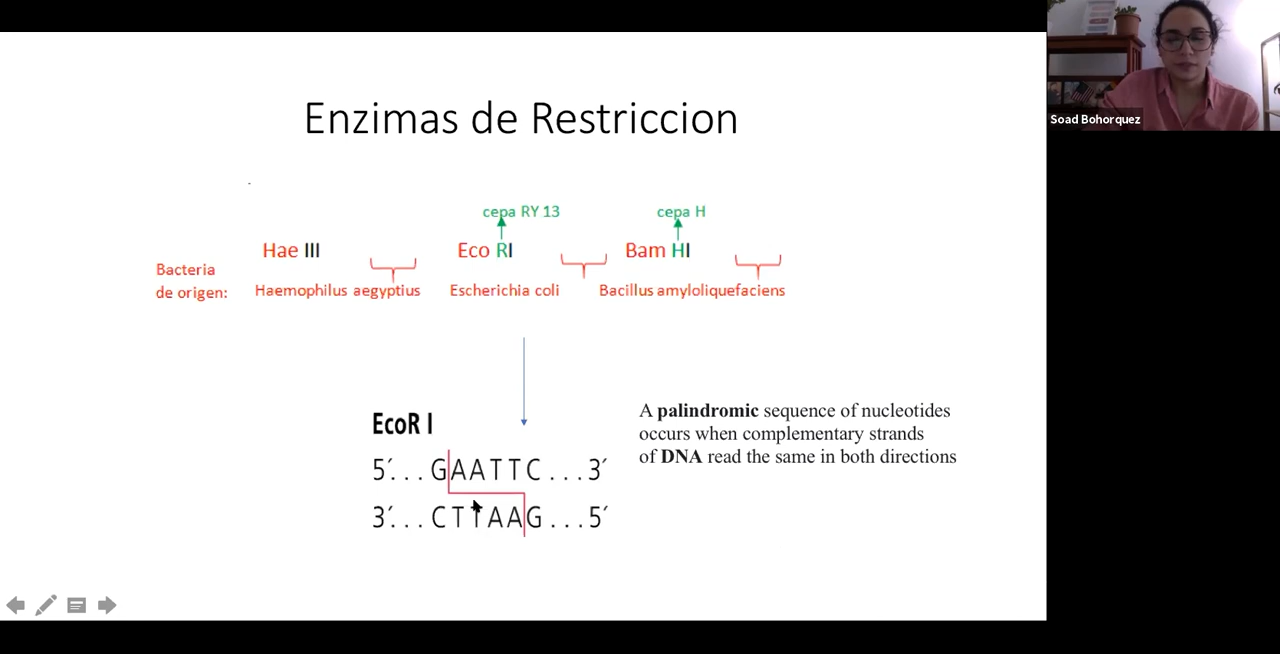 Enzimas de Restriccion
Soad Bohorquez
cepa RY 13
cepa H
Hae III
Eco RI
Bam HI
Bacteria
de origen:
Haemophilus aegyptius
Escherichia coli
Bacillus amyloliquefaciens
EcoR I
5′...GAATTC...3′
3′...CTTAAG...5′
A palindromic sequence of nucleotides
occurs when complementary strands
of DNA read the same in both directions